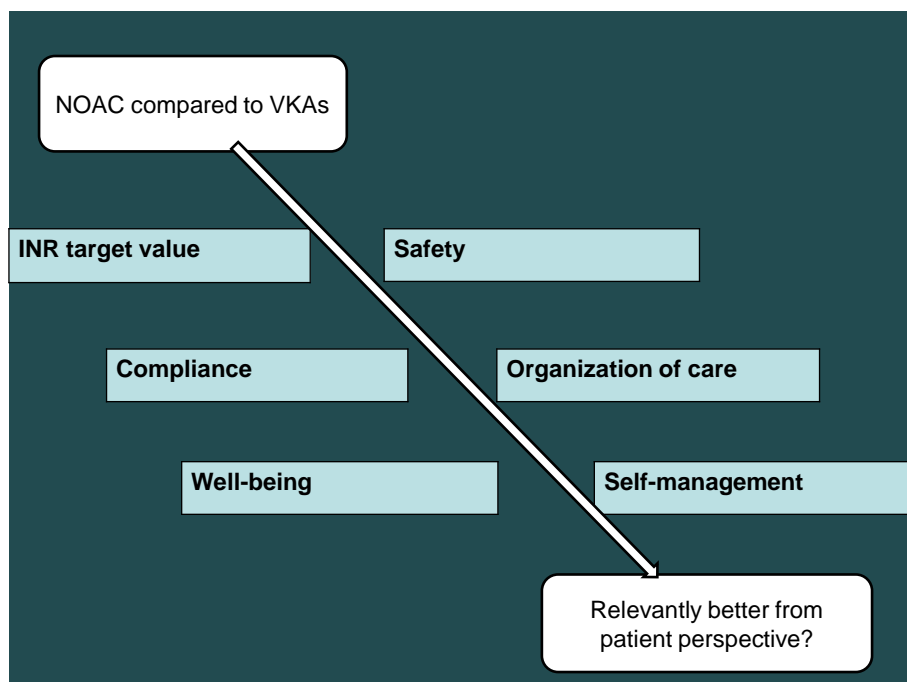 NOAC compared to VKAs
INR target value
Safety
Compliance
Organization of care
Well-being
Self-management
Relevantly better from
patient perspective?